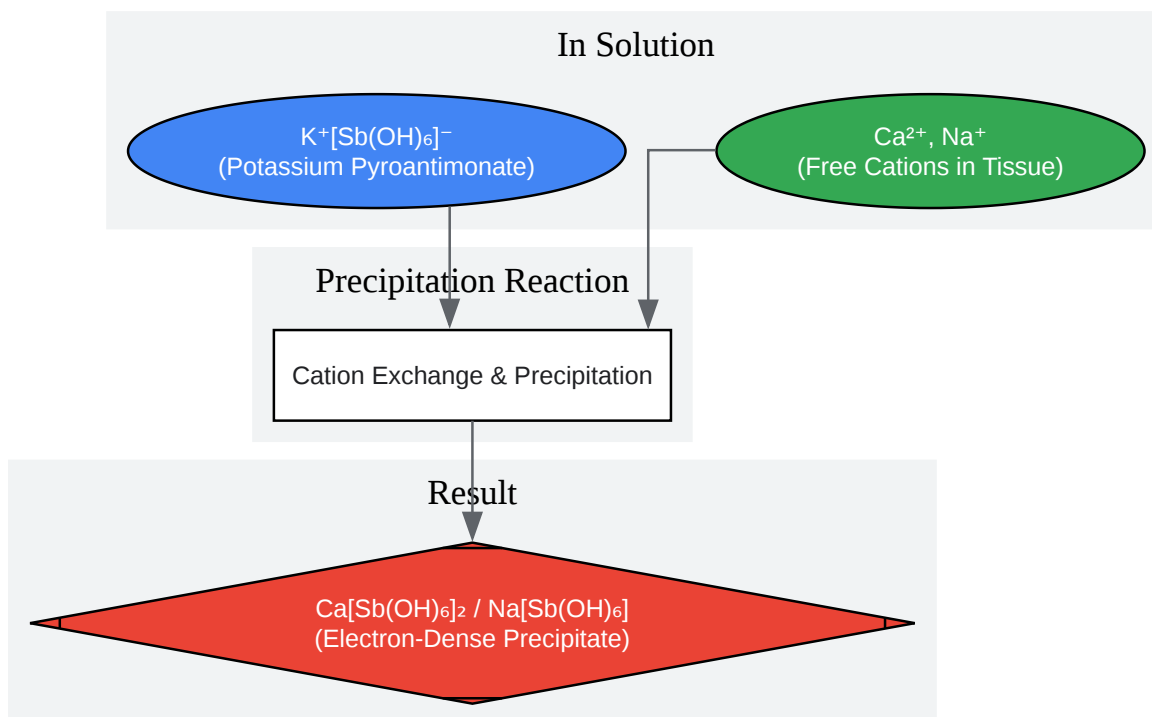 In Solution
K⁺[Sb(OH)₆]⁻
(Potassium Pyroantimonate)
Ca²⁺, Na⁺
(Free Cations in Tissue)
Precipitation Reaction
Cation Exchange & Precipitation
Result
Ca[Sb(OH)₆]₂ / Na[Sb(OH)₆]
(Electron-Dense Precipitate)